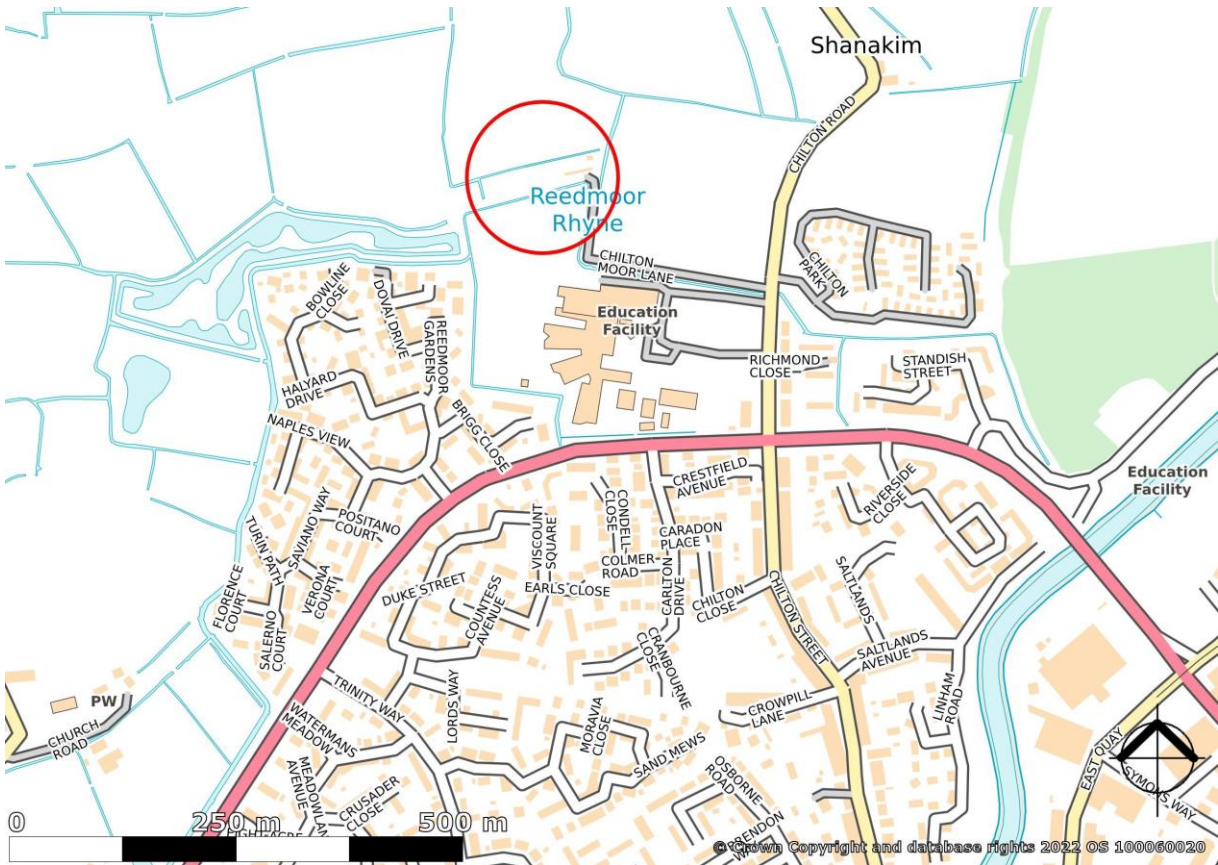 Shanakim
CHILTON ROAD
Reedmoor
Rhyne
CHILTON
MOOR LANE
CHILTON
PARK
BOWLINE
CLOSE
DOVAI DRIVE
REEDMOOR
GARDENS
Education
Facility
RICHMOND
CLOSE
STANDISH
STREET
HALYARD
DRIVE
NAPLES VIEW
BRIGG CLOSE
CRESTFIELD
AVENUE
RIVERSIDE
CLOSE
Education
Facility
SAVIANO WAY
POSITANO
COURT
TURIN PATH
VERONA
COURT
FLORENCE
COURT
SALERNO
COURT
VISCOUNT
SQUARE
CONDELL
CLOSE
CARADON
PLACE
COLMER
ROAD
CARLTON
DRIVE
DUKE STREET
COUNTESS
AVENUE
EARLS CLOSE
CHILTON
CLOSE
CHILTON STREET
SALTLANDS
SALTLANDS
AVENUE
CRANBOURNE
CLOSE
PW
CHURCH
ROAD
TRINITY WAY
LORDS WAY
WATERMANS
MEADOW
MORAVIA
CLOSE
SAND MEWS
CROWPILL
LANE
LINHAM
ROAD
OSBORNE
ROAD
CRUSADER
CLOSE
EAST QUAY
SYMONS WAY
0
250 m
500 m
© Crown Copyright and database rights 2022 OS 100060020